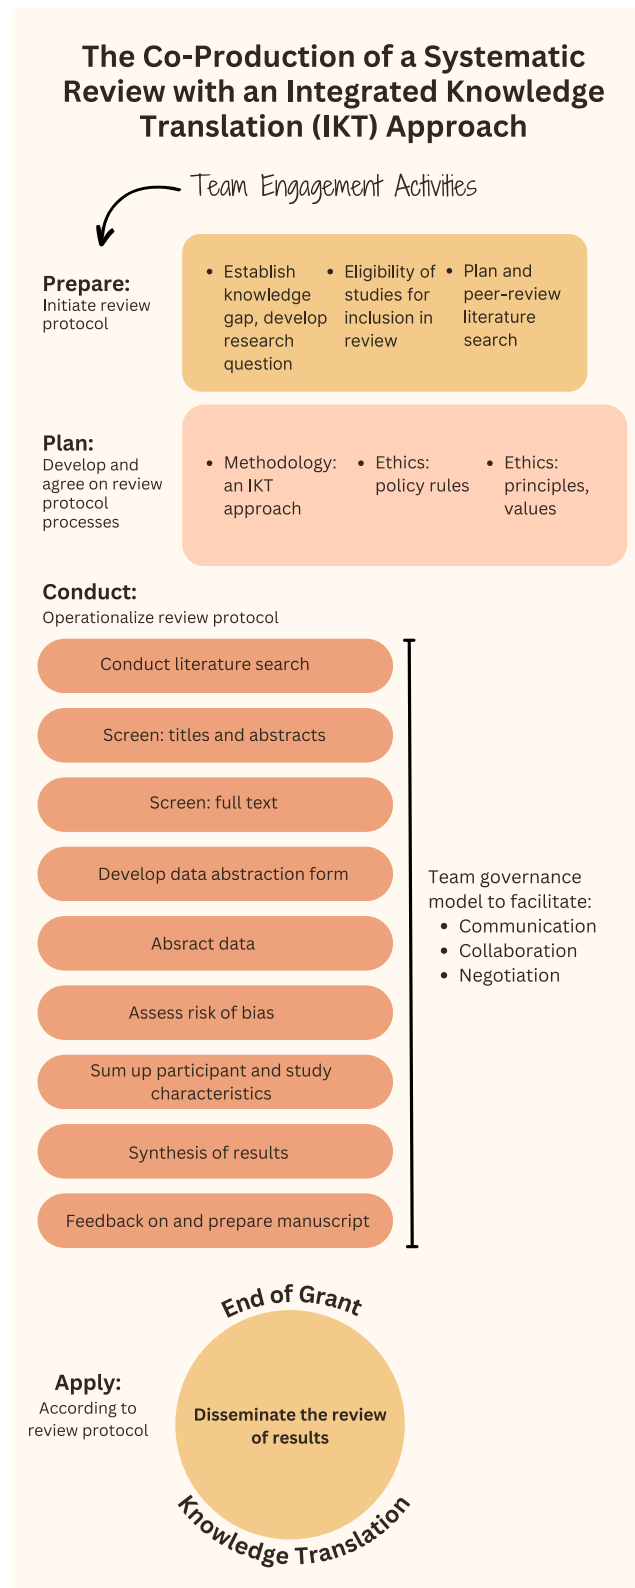 The Co-Production of a Systematic
Review with an Integrated Knowledge
Translation (IKT) Approach
Team Engagement Activities
Prepare:
Initiate review
protocol
• Establish
knowledge
gap, develop
research
question
• Eligibility of
studies for
inclusion in
review
• Plan and
peer-review
literature
search
Plan:
Develop and
agree on review
protocol
processes
• Methodology:
an IKT
approach
• Ethics:
policy rules
• Ethics:
principles,
values
Conduct:
Operationalize review protocol
Conduct literature search
Screen: titles and abstracts
Screen: full text
Develop data abstraction form
Absract data
Assess risk of bias
Sum up participant and study
characteristics
Synthesis of results
Feedback on and prepare manuscript
Team governance
model to facilitate:
• Communication
• Collaboration
• Negotiation
Apply:
According to
review protocol
End of Grant
Disseminate the review
of results
Knowledge Translation